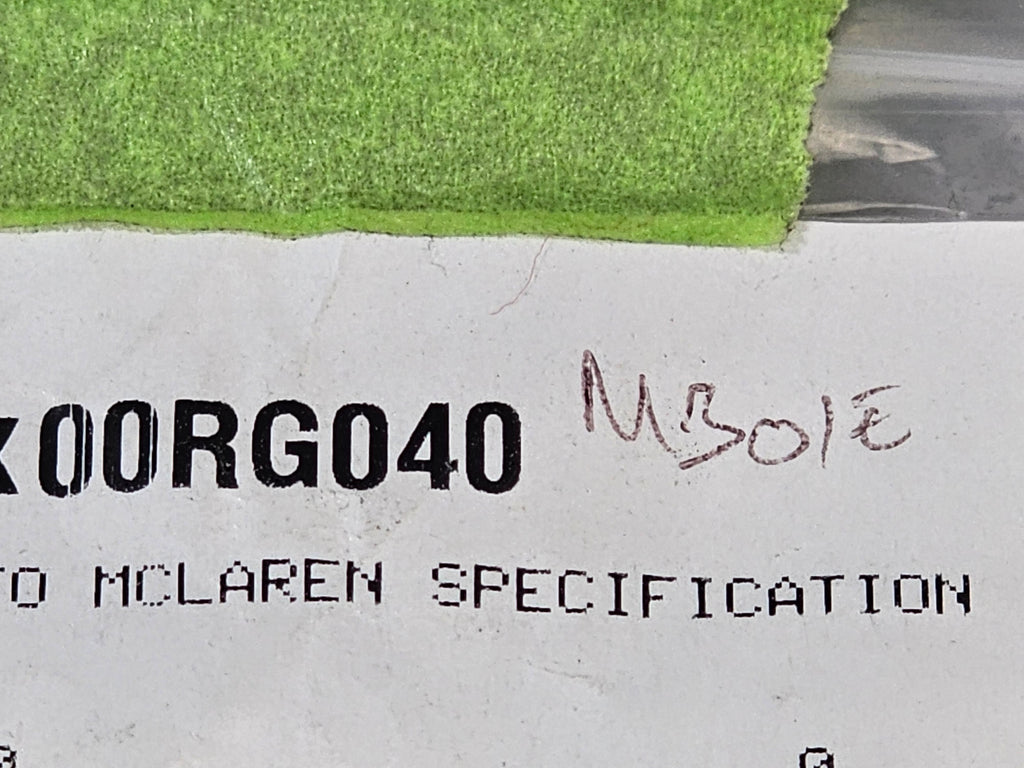 x00RG040 MB01E
TO MCLAREN SPECIFICATION